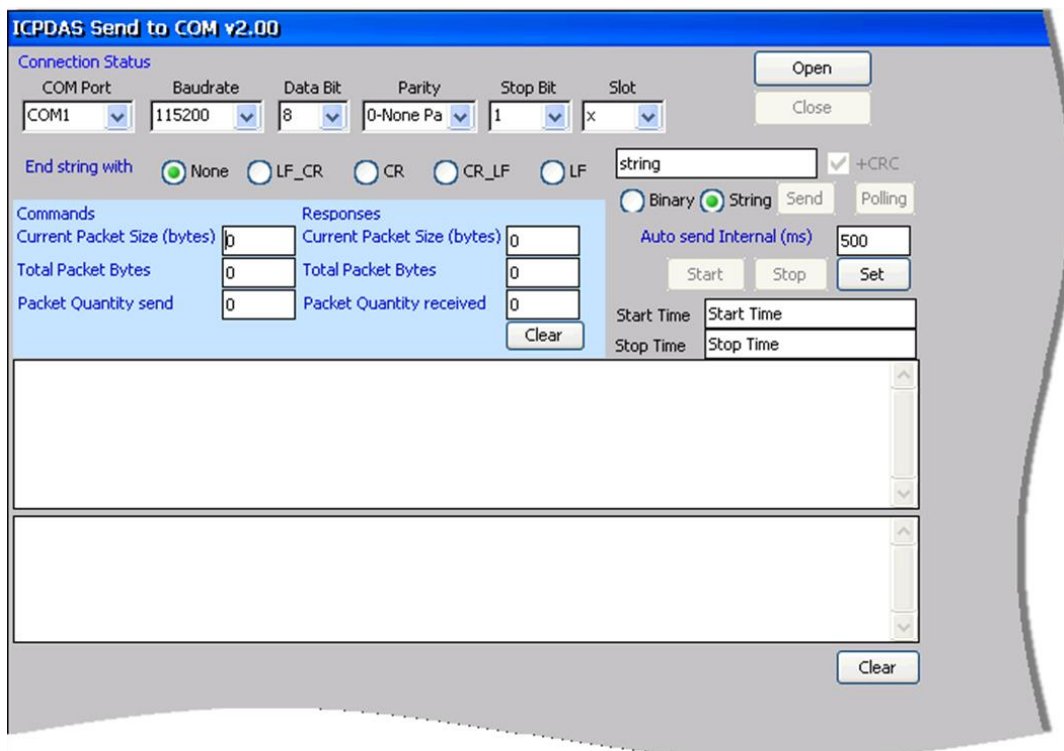 ICPDAS Send to COM v2.00
Connection Status
COM Port Baudrate Data Bit Parity Stop Bit Slot
COM1 115200 8 0-None Pa 1 x
Open
Close
End string with None LF_CR CR CR_LF LF
string +CRC
Binary String Send Polling
Commands
Current Packet Size (bytes) 0
Total Packet Bytes 0
Packet Quantity send 0
Responses
Current Packet Size (bytes) 0
Total Packet Bytes 0
Packet Quantity received 0
Clear
Auto send Internal (ms) 500
Start Stop Set
Start Time Start Time
Stop Time Stop Time
Clear